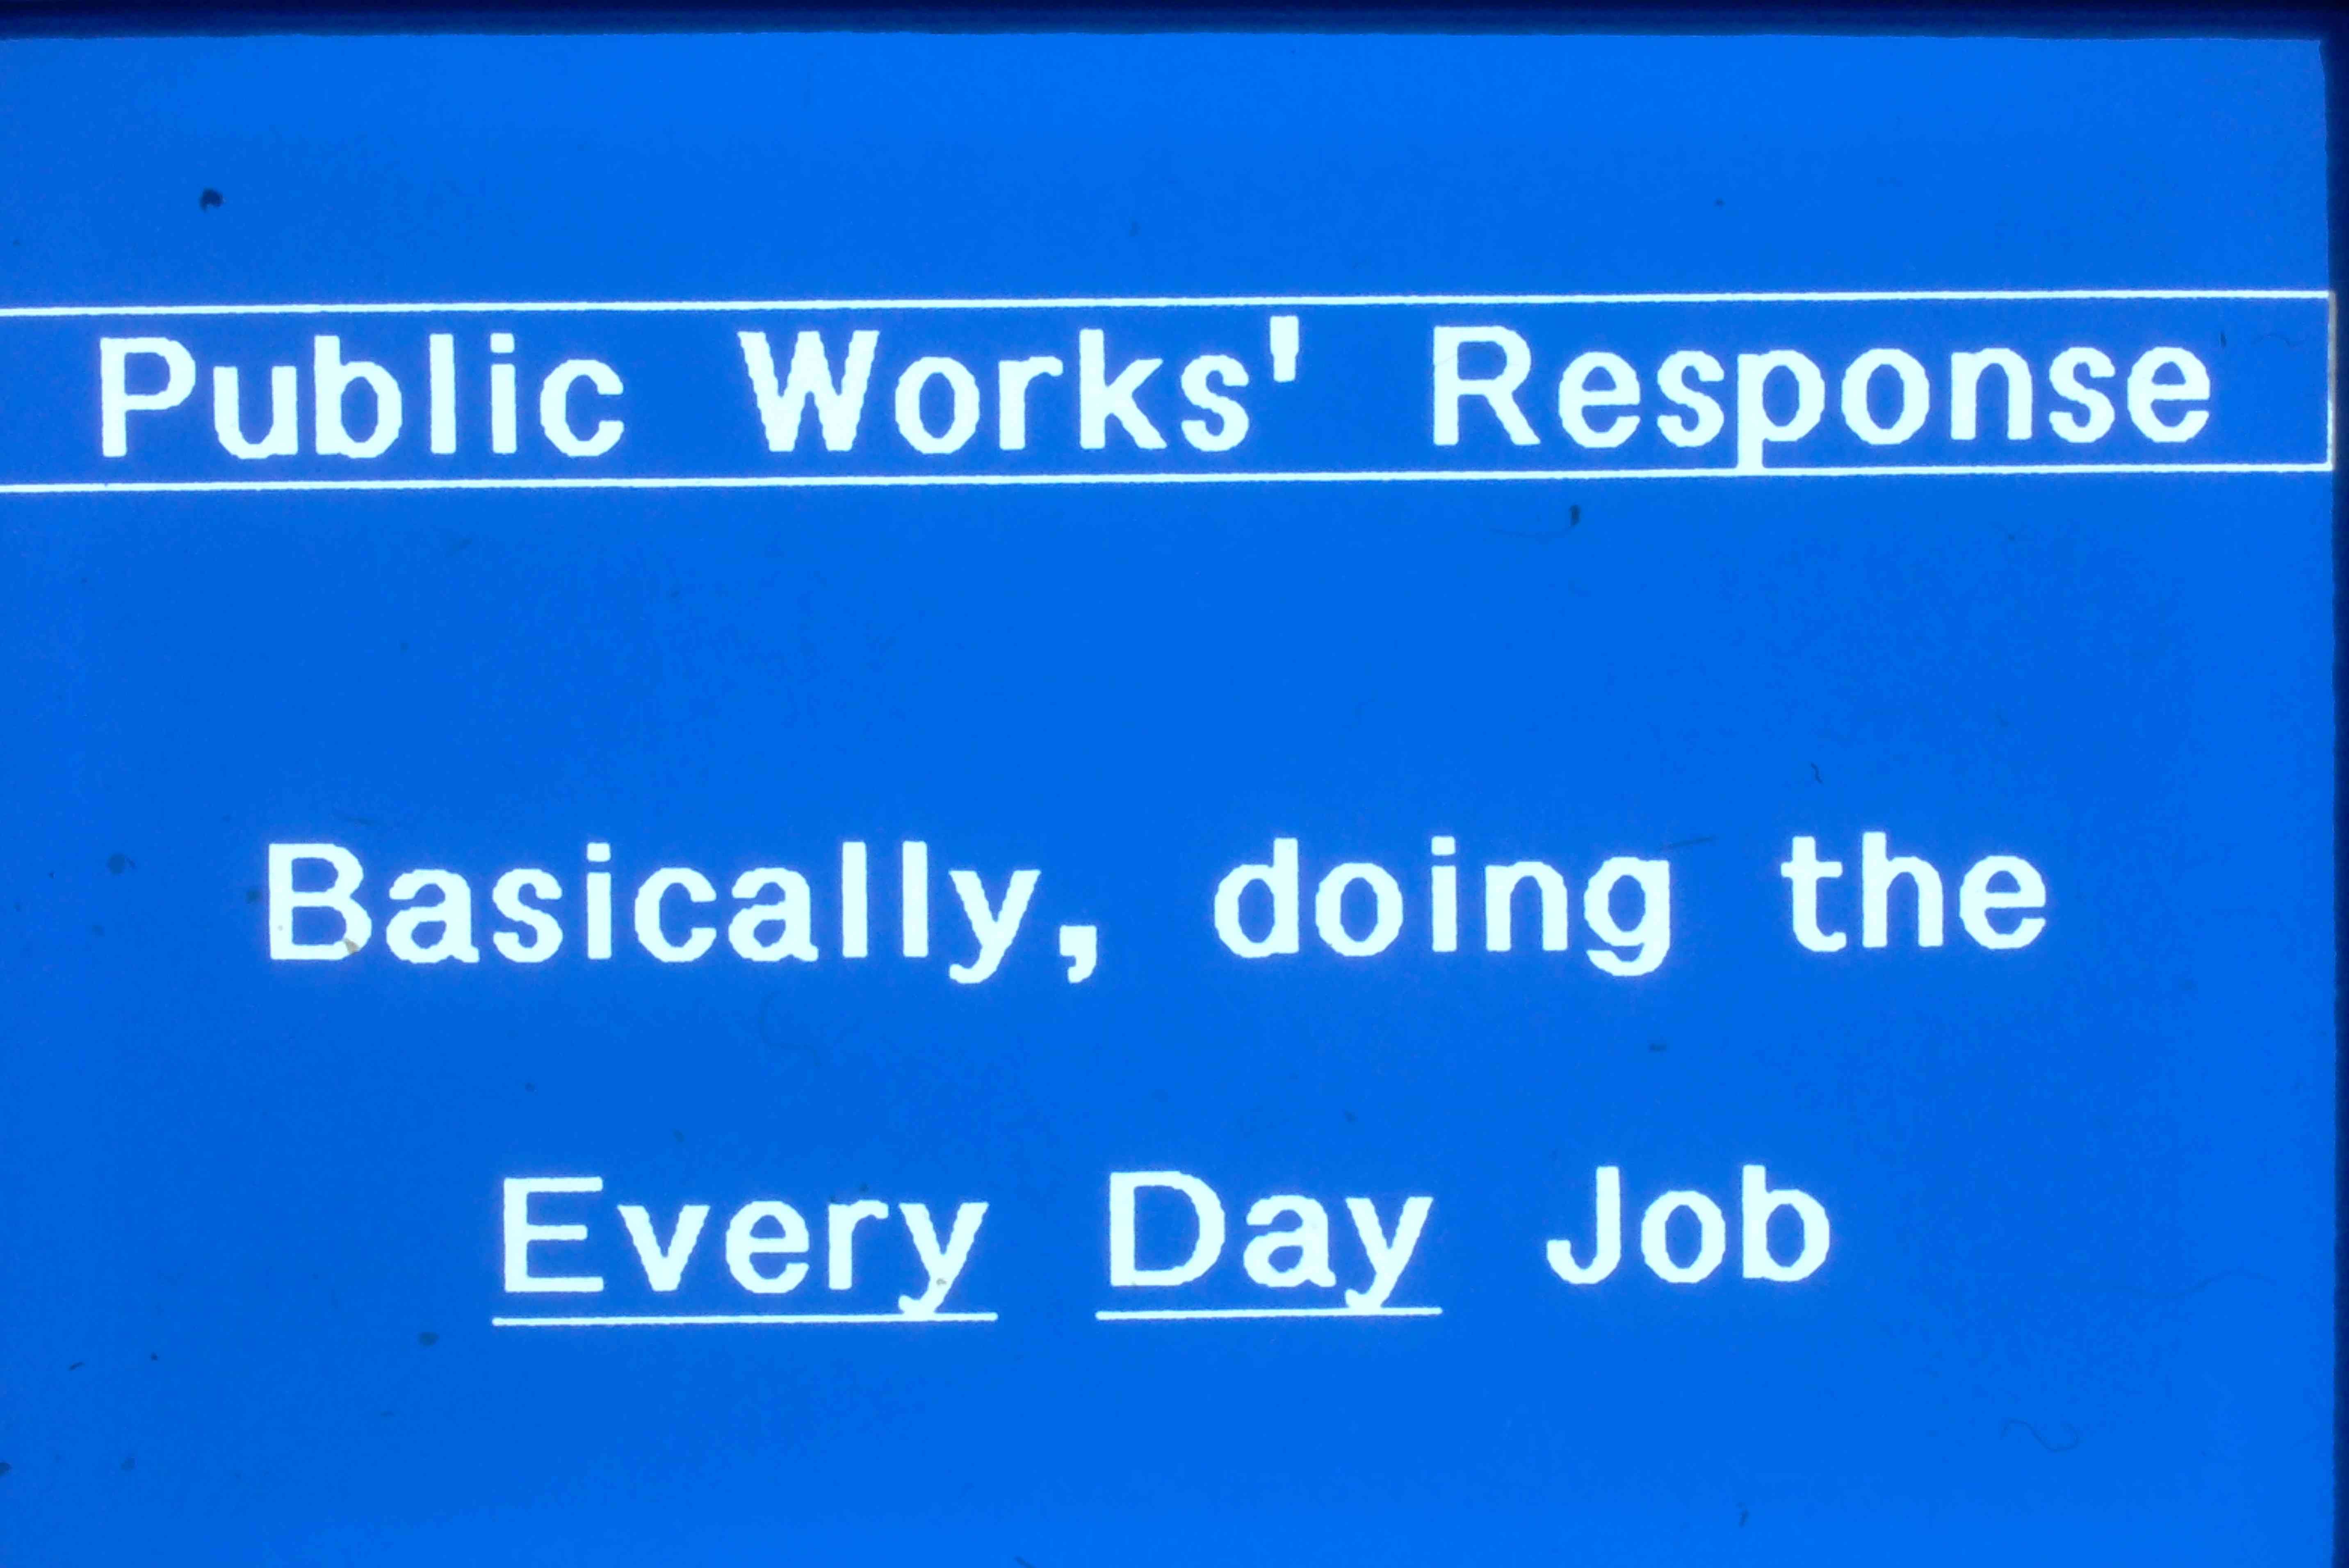 Public Works' Response
Basically, doing the
Every Day Job